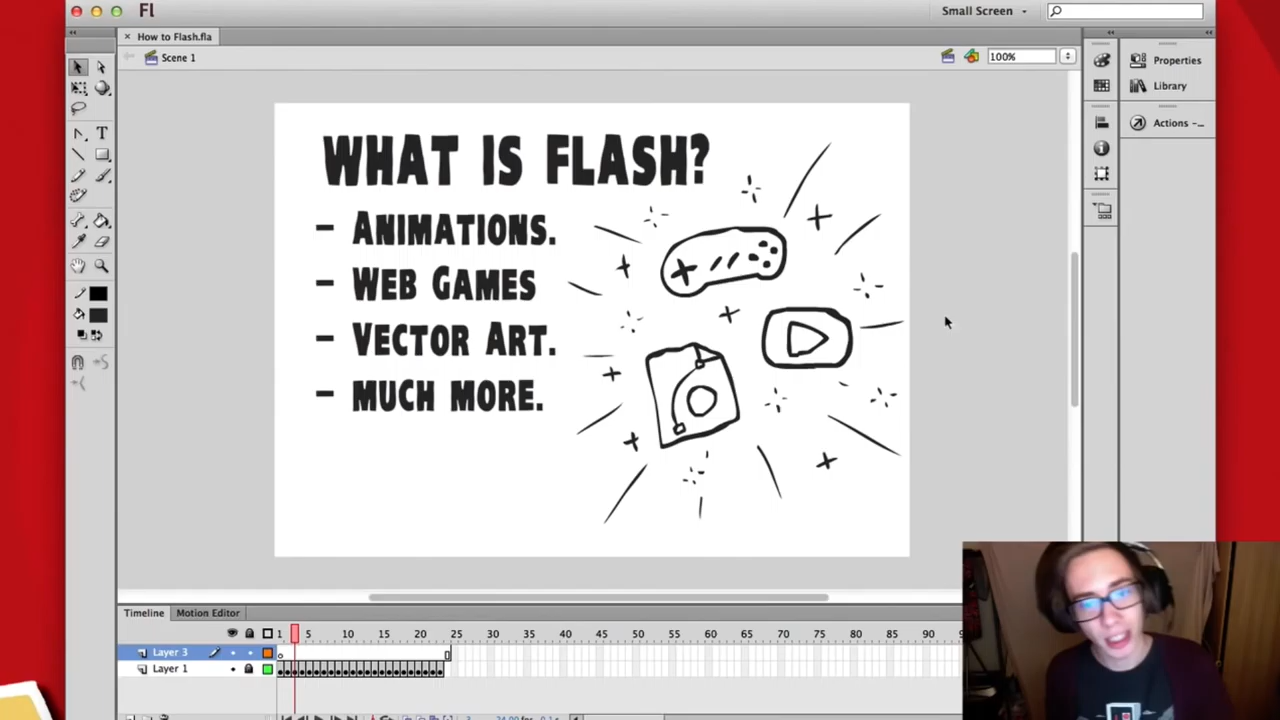 Fl
Small Screen
How to Flash.fla
Scene 1
100%
Properties
Library
Actions -...
WHAT IS FLASH?
- ANIMATIONS.
- WEB GAMES
- VECTOR ART.
- MUCH MORE.
Timeline
Motion Editor
1 5 10 15 20 25 30 35 40 45 50 55 60 65 70 75 80 85 90
Layer 3
Layer 1